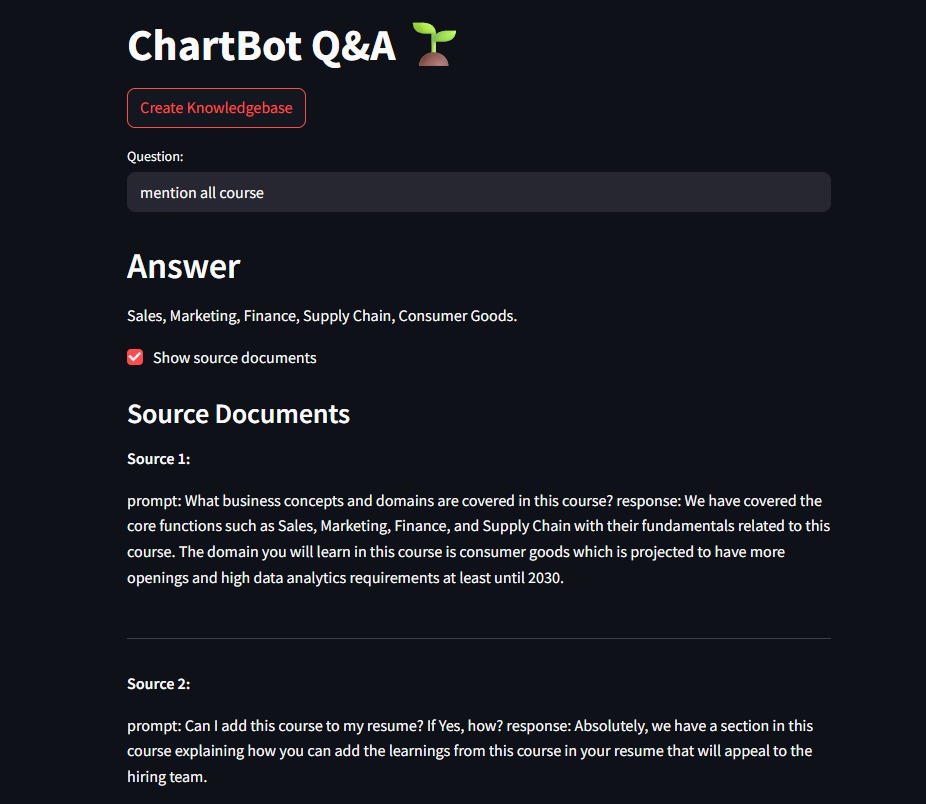 ChartBot Q&A
Create Knowledgebase
Question:
mention all course
Answer
Sales, Marketing, Finance, Supply Chain, Consumer Goods.
Show source documents
Source Documents
Source 1:
prompt: What business concepts and domains are covered in this course? response: We have covered the
core functions such as Sales, Marketing, Finance, and Supply Chain with their fundamentals related to this
course. The domain you will learn in this course is consumer goods which is projected to have more
openings and high data analytics requirements at least until 2030.
Source 2:
prompt: Can I add this course to my resume? If Yes, how? response: Absolutely, we have a section in this
course explaining how you can add the learnings from this course in your resume that will appeal to the
hiring team.